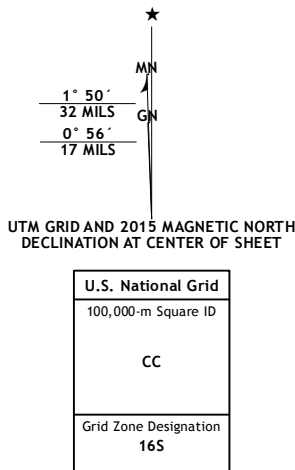 ★
MN
1° 50´
32 MILS
GN
0° 56´
17 MILS
UTM GRID AND 2015 MAGNETIC NORTH
DECLINATION AT CENTER OF SHEET
U.S. National Grid
100,000-m Square ID
CC
Grid Zone Designation
16S